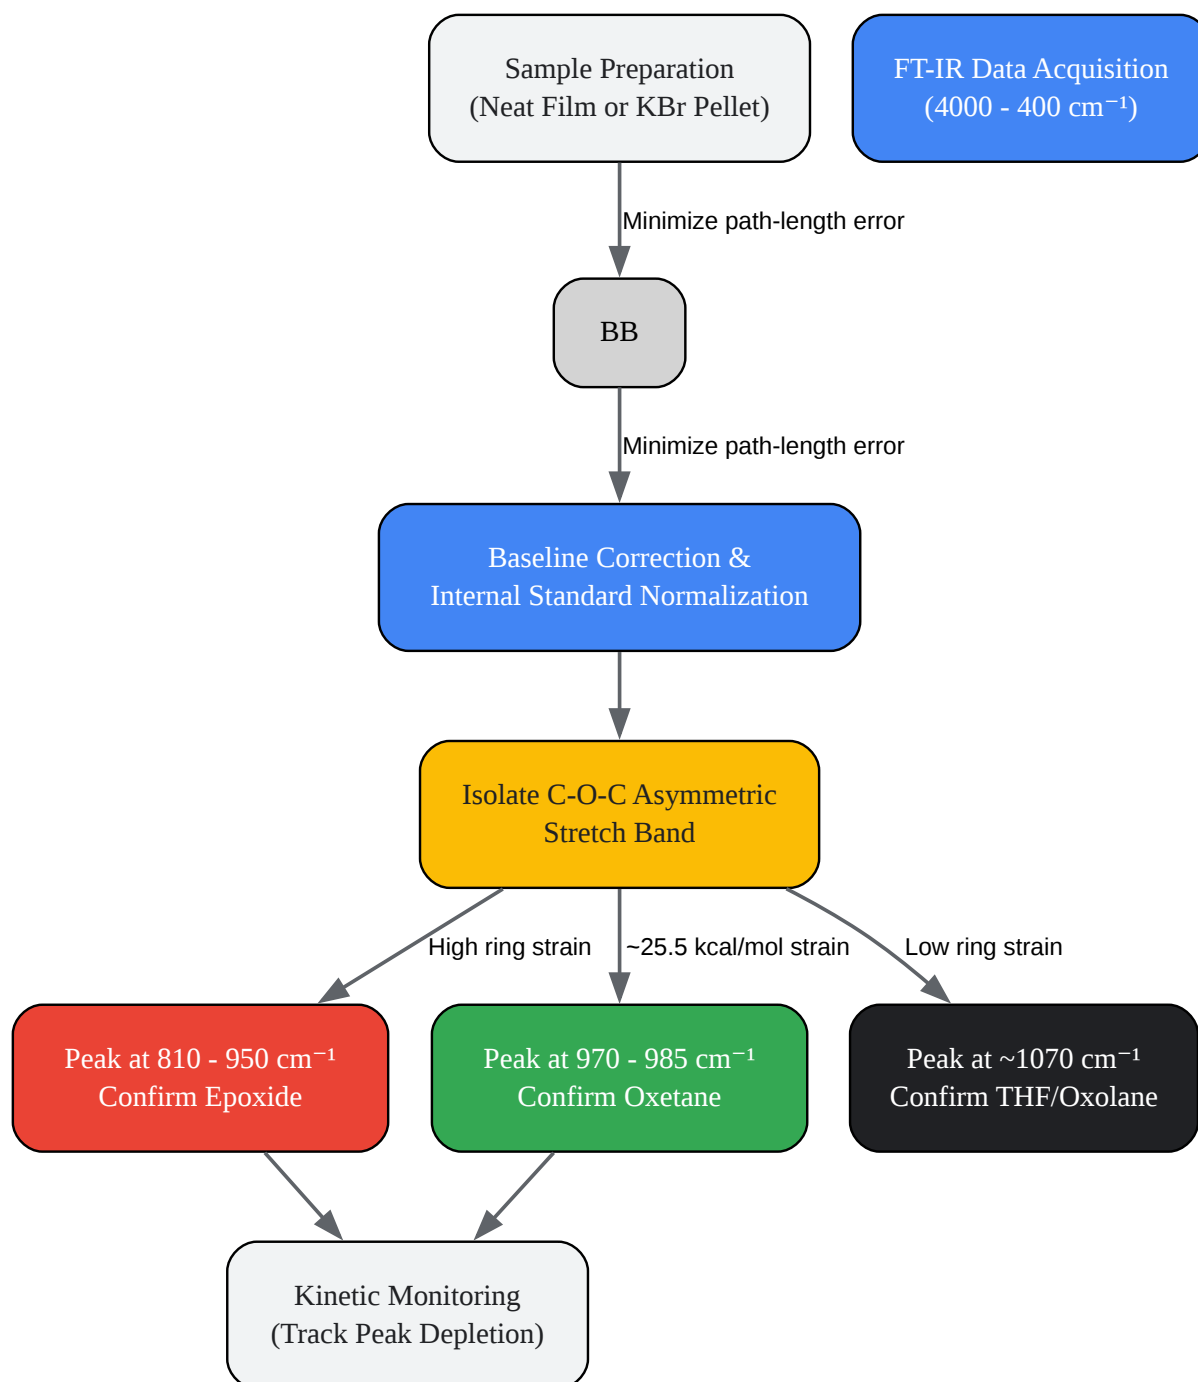 Sample Preparation
(Neat Film or KBr Pellet)
FT-IR Data Acquisition
(4000 - 400 cm⁻¹)
Minimize path-length error
BB
Minimize path-length error
Baseline Correction &
Internal Standard Normalization
Isolate C-O-C Asymmetric
Stretch Band
High ring strain
~25.5 kcal/mol strain
Low ring strain
Peak at 810 - 950 cm⁻¹
Confirm Epoxide
Peak at 970 - 985 cm⁻¹
Confirm Oxetane
Peak at ~1070 cm⁻¹
Confirm THF/Oxolane
Kinetic Monitoring
(Track Peak Depletion)